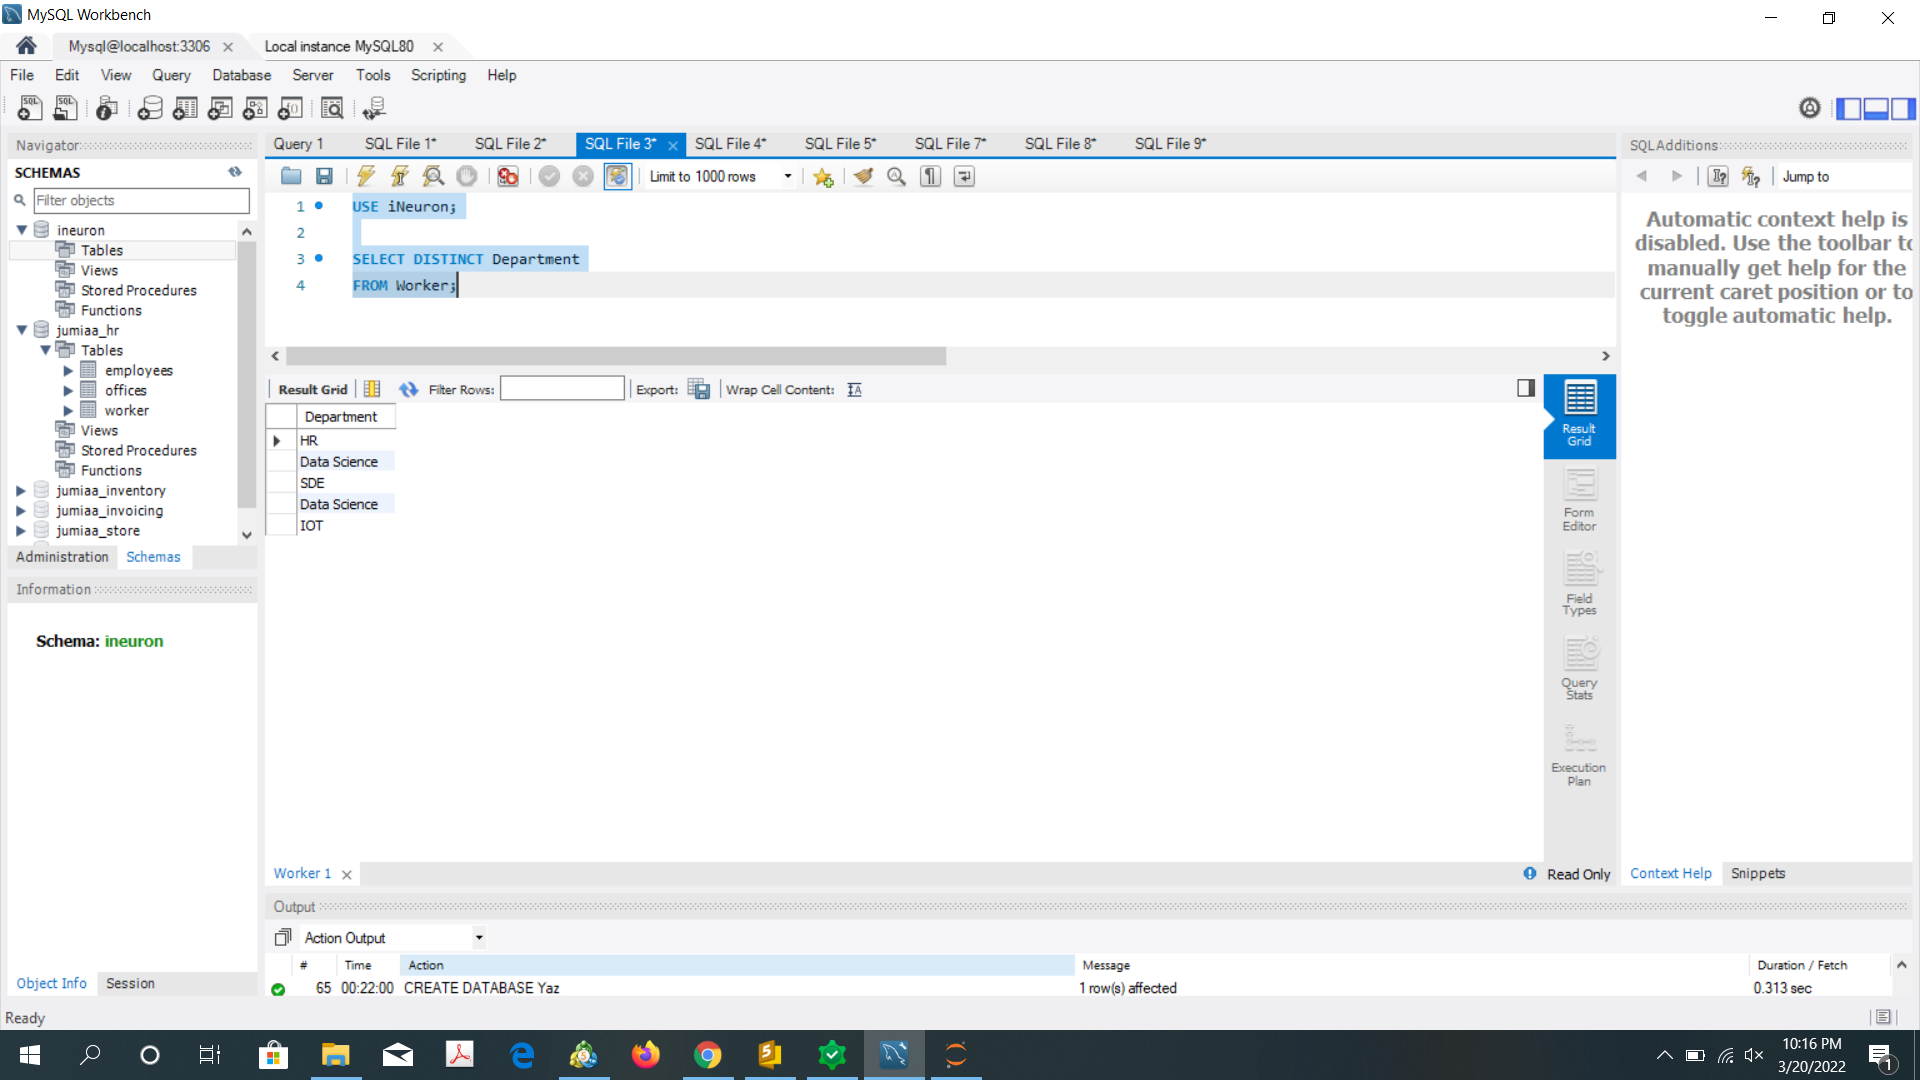 MySQL Workbench
Mysql@localhost:3306
Local instance MySQL80
File Edit View Query Database Server Tools Scripting Help
Navigator
SCHEMAS
Filter objects
ineuron
Tables
Views
Stored Procedures
Functions
jumiaa_hr
Tables
employees
offices
worker
Views
Stored Procedures
Functions
jumiaa_inventory
jumiaa_invoicing
jumiaa_store
Administration Schemas
Information
Schema: ineuron
Object Info Session
Query 1 SQL File 1* SQL File 2* SQL File 3* SQL File 4* SQL File 5* SQL File 7* SQL File 8* SQL File 9*
Limit to 1000 rows
1 USE iNeuron;
2
3 SELECT DISTINCT Department
4 FROM Worker;
Result Grid Filter Rows: Export: Wrap Cell Content:
Department
HR
Data Science
SDE
Data Science
IOT
Result
Grid
Form
Editor
Field
Types
Query
Stats
Execution
Plan
Worker 1
Read Only
SQLAdditions
Jump to
Automatic context help is
disabled. Use the toolbar to
manually get help for the
current caret position or to
toggle automatic help.
Context Help Snippets
Output
Action Output
# Time Action Message Duration / Fetch
65 00:22:00 CREATE DATABASE Yaz 1 row(s) affected 0.313 sec
Ready
10:16 PM
3/20/2022
1